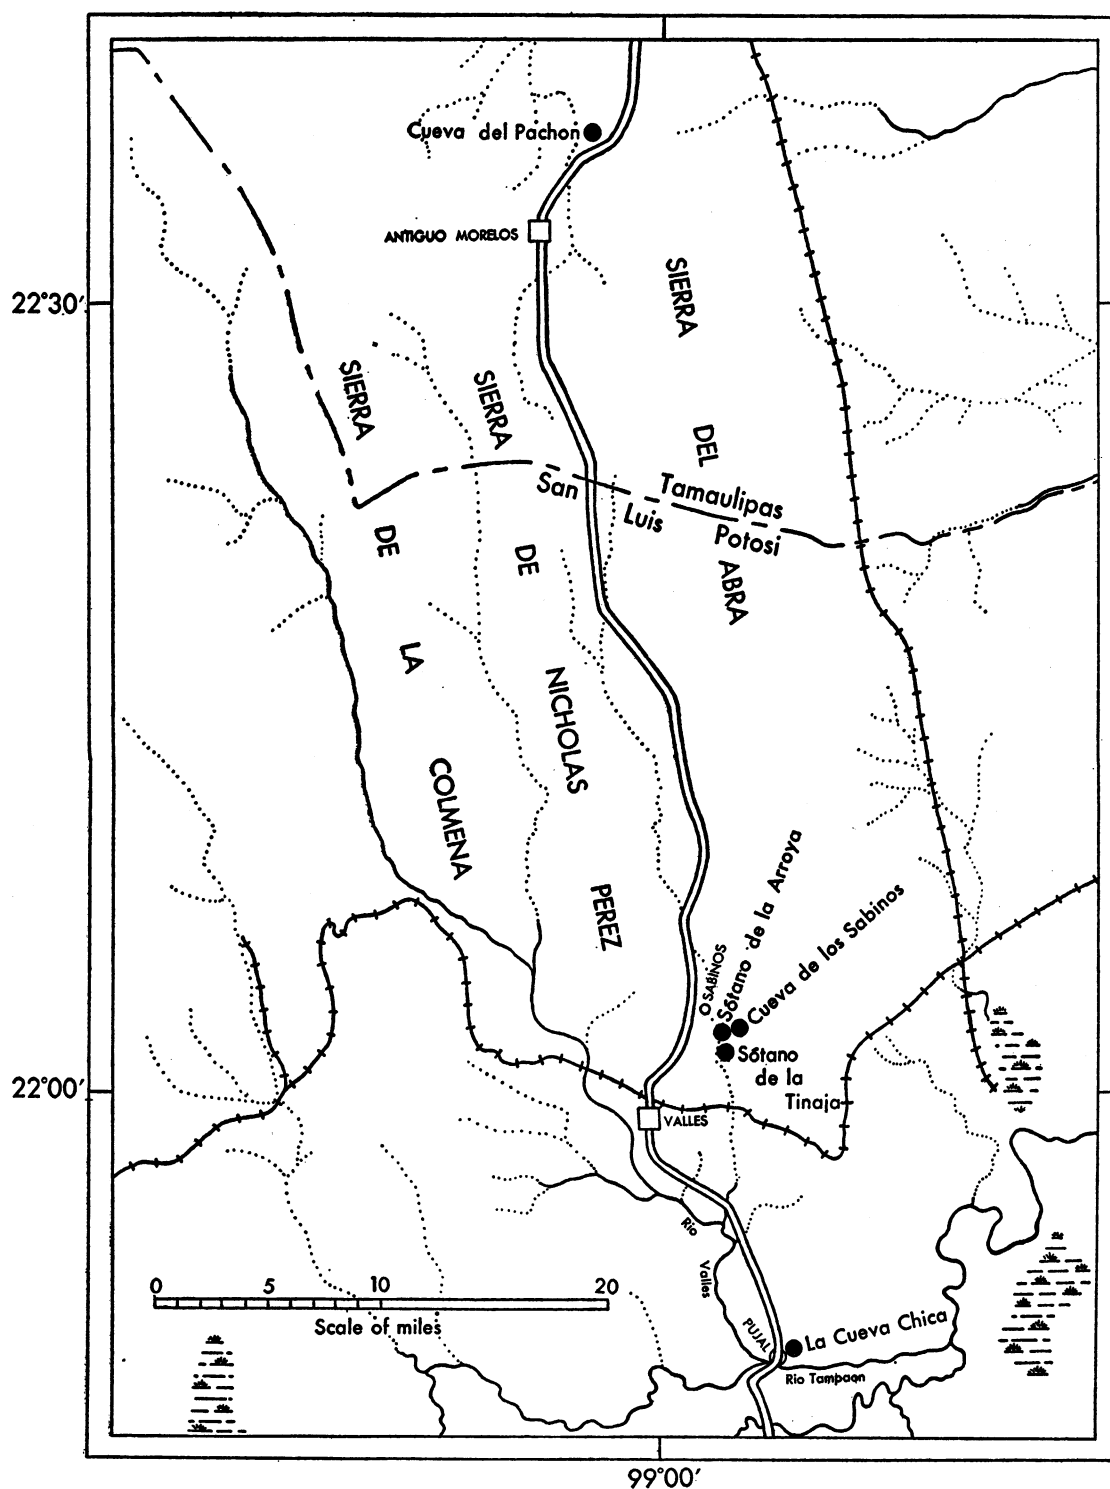 Cueva del Pachon
ANTIGUO MORELOS
22°30'
SIERRA
DEL
ABRA
SIERRA
DE
LA
COLMENA
SIERRA
DE
NICHOLAS
PEREZ
Tamaulipas
San Luis Potosi
O SABINOS
Sótano de la Arroya
Cueva de los Sabinos
Sótano
de la
Tinaja
22°00'
VALLES
Rio
Valles
0 5 10 20
Scale of miles
PUJAL
La Cueva Chica
Rio Tampaon
99°00'